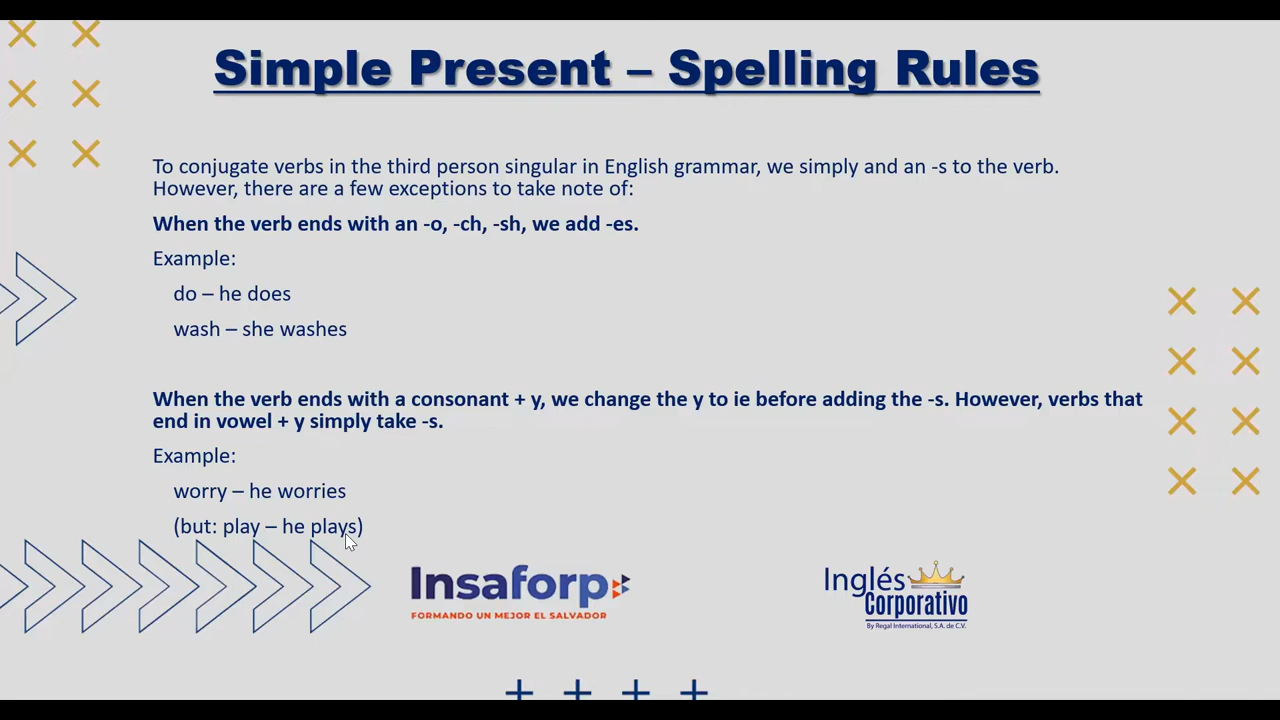 Simple Present – Spelling Rules
To conjugate verbs in the third person singular in English grammar, we simply and an -s to the verb.
However, there are a few exceptions to take note of:
When the verb ends with an -o, -ch, -sh, we add -es.
Example:
do – he does
wash – she washes
When the verb ends with a consonant + y, we change the y to ie before adding the -s. However, verbs that
end in vowel + y simply take -s.
Example:
worry – he worries
(but: play – he plays)
Insaforp
FORMANDO UN MEJOR EL SALVADOR
Inglés
Corporativo
By Regal International, S.A. de C.V.